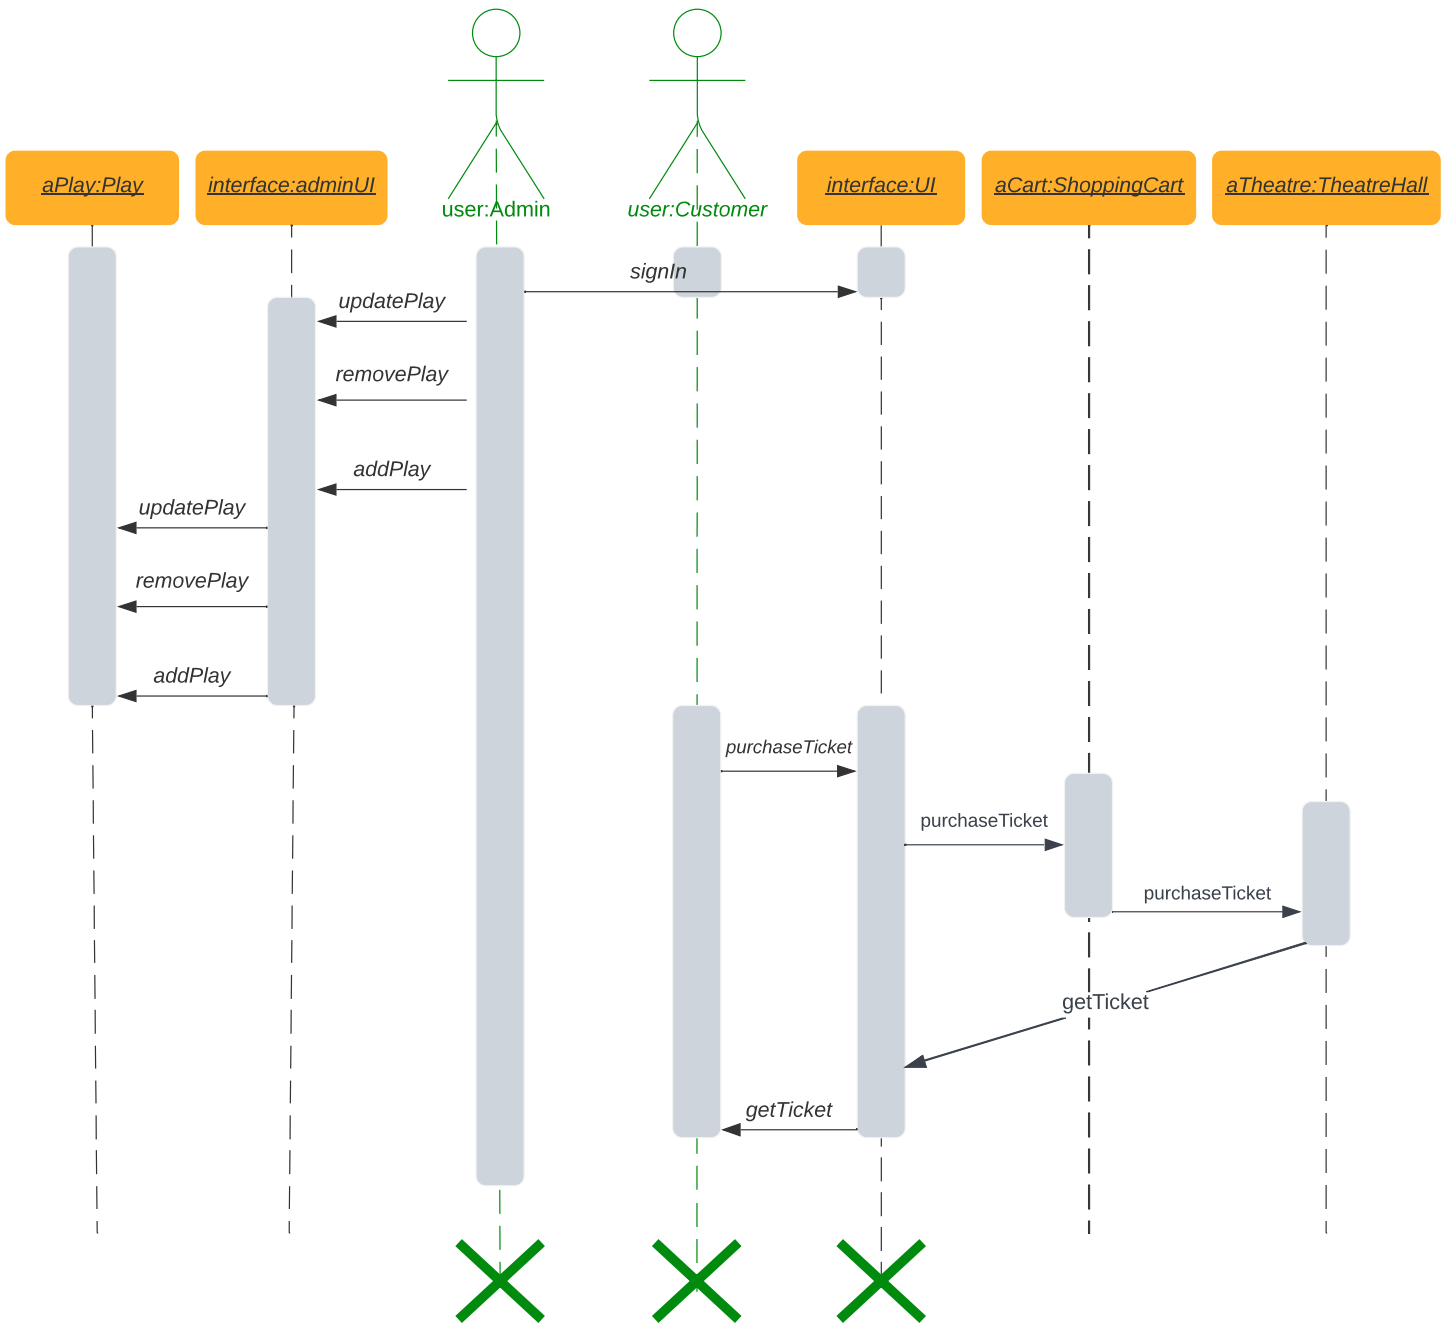 aPlay:Play
interface:adminUI
user:Admin
user:Customer
interface:UI
aCart:ShoppingCart
aTheatre:TheatreHall
signIn
updatePlay
removePlay
addPlay
updatePlay
removePlay
addPlay
purchaseTicket
purchaseTicket
purchaseTicket
getTicket
getTicket